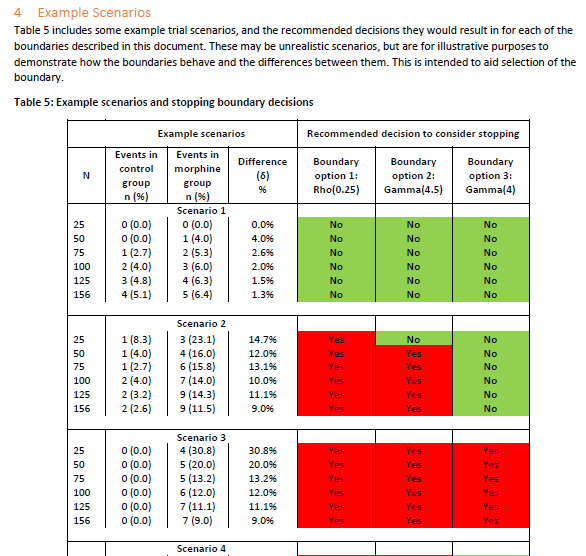 4 Example Scenarios
Table 5 includes some example trial scenarios, and the recommended decisions they would result in for each of the
boundaries described in this document. These may be unrealistic scenarios, but are for illustrative purposes to
demonstrate how the boundaries behave and the differences between them. This is intended to aid selection of the
boundary.
Table 5: Example scenarios and stopping boundary decisions
Example scenarios Recommended decision to consider stopping
N Events in control group n (%) Events in morphine group n (%) Difference (δ) % Boundary option 1: Rho(0.25) Boundary option 2: Gamma(4.5) Boundary option 3: Gamma(4)
Scenario 1
25 0 (0.0) 0 (0.0) 0.0% No No No
50 0 (0.0) 1 (4.0) 4.0% No No No
75 1 (2.7) 2 (5.3) 2.6% No No No
100 2 (4.0) 3 (6.0) 2.0% No No No
125 3 (4.8) 4 (6.3) 1.5% No No No
156 4 (5.1) 5 (6.4) 1.3% No No No
Scenario 2
25 1 (8.3) 3 (23.1) 14.7% Yes No No
50 1 (4.0) 4 (16.0) 12.0% Yes Yes No
75 1 (2.7) 6 (15.8) 13.1% Yes Yes No
100 2 (4.0) 7 (14.0) 10.0% Yes Yes No
125 2 (3.2) 9 (14.3) 11.1% Yes Yes No
156 2 (2.6) 9 (11.5) 9.0% Yes Yes No
Scenario 3
25 0 (0.0) 4 (30.8) 30.8% Yes Yes Yes
50 0 (0.0) 5 (20.0) 20.0% Yes Yes Yes
75 0 (0.0) 5 (13.2) 13.2% Yes Yes Yes
100 0 (0.0) 6 (12.0) 12.0% Yes Yes Yes
125 0 (0.0) 7 (11.1) 11.1% Yes Yes Yes
156 0 (0.0) 7 (9.0) 9.0% Yes Yes Yes
Scenario 4